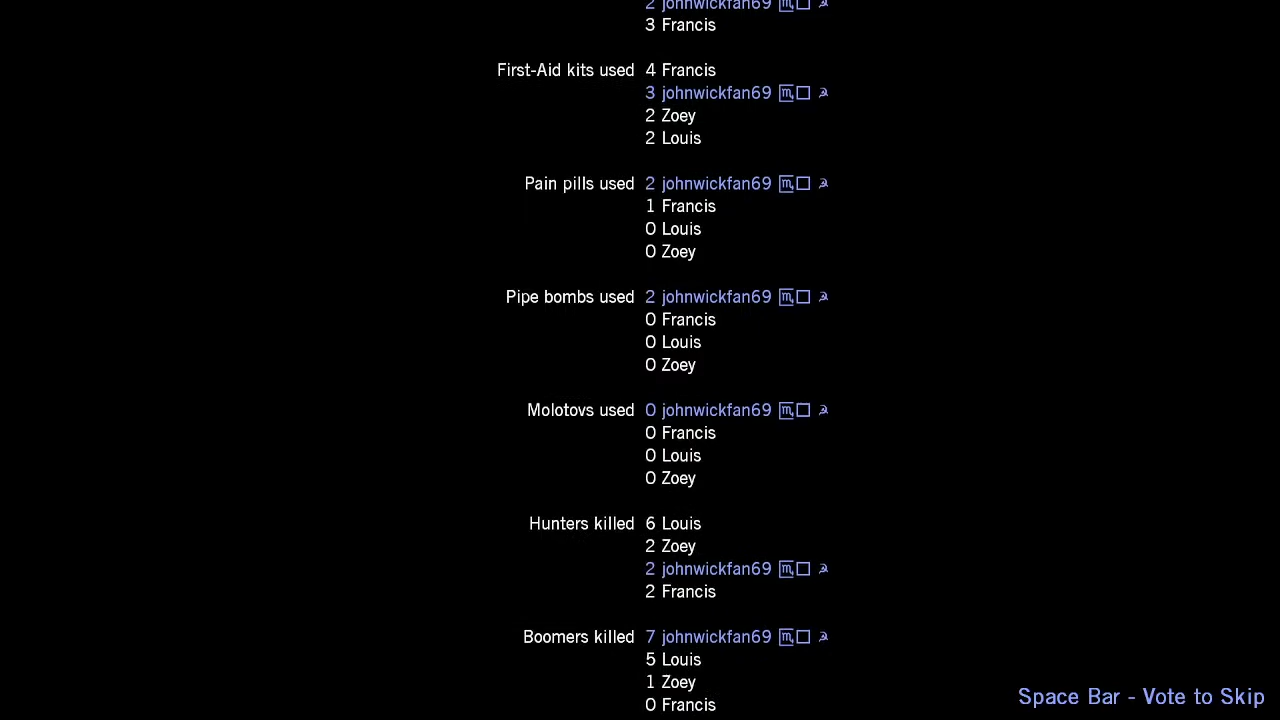 2 johnwickfan69 ♏□ ☭
3 Francis
First-Aid kits used 4 Francis
3 johnwickfan69 ♏□ ☭
2 Zoey
2 Louis
Pain pills used 2 johnwickfan69 ♏□ ☭
1 Francis
0 Louis
0 Zoey
Pipe bombs used 2 johnwickfan69 ♏□ ☭
0 Francis
0 Louis
0 Zoey
Molotovs used 0 johnwickfan69 ♏□ ☭
0 Francis
0 Louis
0 Zoey
Hunters killed 6 Louis
2 Zoey
2 johnwickfan69 ♏□ ☭
2 Francis
Boomers killed 7 johnwickfan69 ♏□ ☭
5 Louis
1 Zoey
0 Francis
Space Bar - Vote to Skip